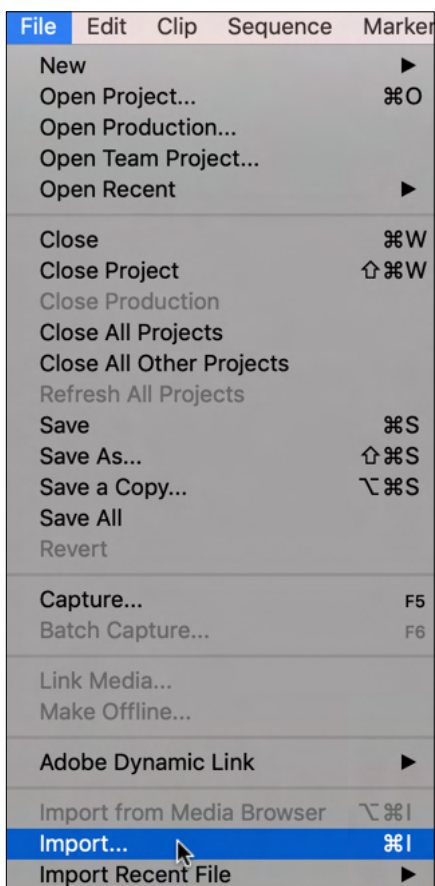 File Edit Clip Sequence Marker
New ▶
Open Project... ⌘O
Open Production...
Open Team Project...
Open Recent ▶
Close ⌘W
Close Project ⇧⌘W
Close Production
Close All Projects
Close All Other Projects
Refresh All Projects
Save ⌘S
Save As... ⇧⌘S
Save a Copy... ⌥⌘S
Save All
Revert
Capture... F5
Batch Capture... F6
Link Media...
Make Offline...
Adobe Dynamic Link ▶
Import from Media Browser ⌥⌘I
Import... ⌘I
Import Recent File ▶